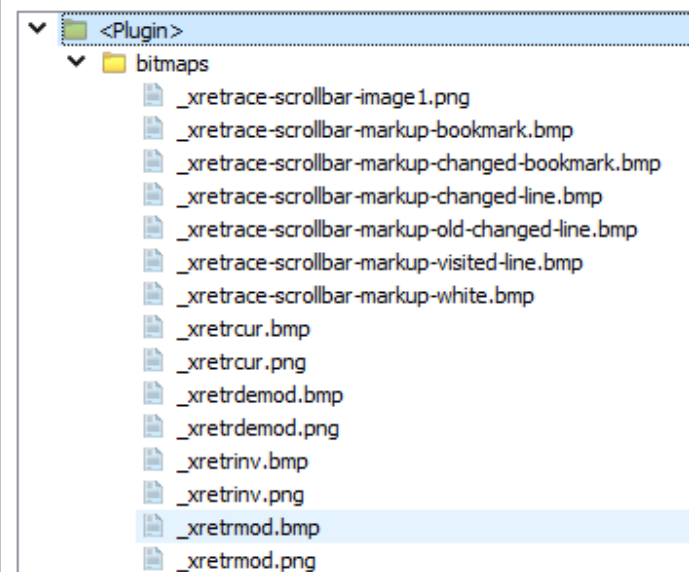 <Plugin>
bitmaps
_xretrace-scrollbar-image1.png
_xretrace-scrollbar-markup-bookmark.bmp
_xretrace-scrollbar-markup-changed-bookmark.bmp
_xretrace-scrollbar-markup-changed-line.bmp
_xretrace-scrollbar-markup-old-changed-line.bmp
_xretrace-scrollbar-markup-visited-line.bmp
_xretrace-scrollbar-markup-white.bmp
_xretrcur.bmp
_xretrcur.png
_xretrdemod.bmp
_xretrdemod.png
_xretrinv.bmp
_xretrinv.png
_xretrmod.bmp
_xretrmod.png